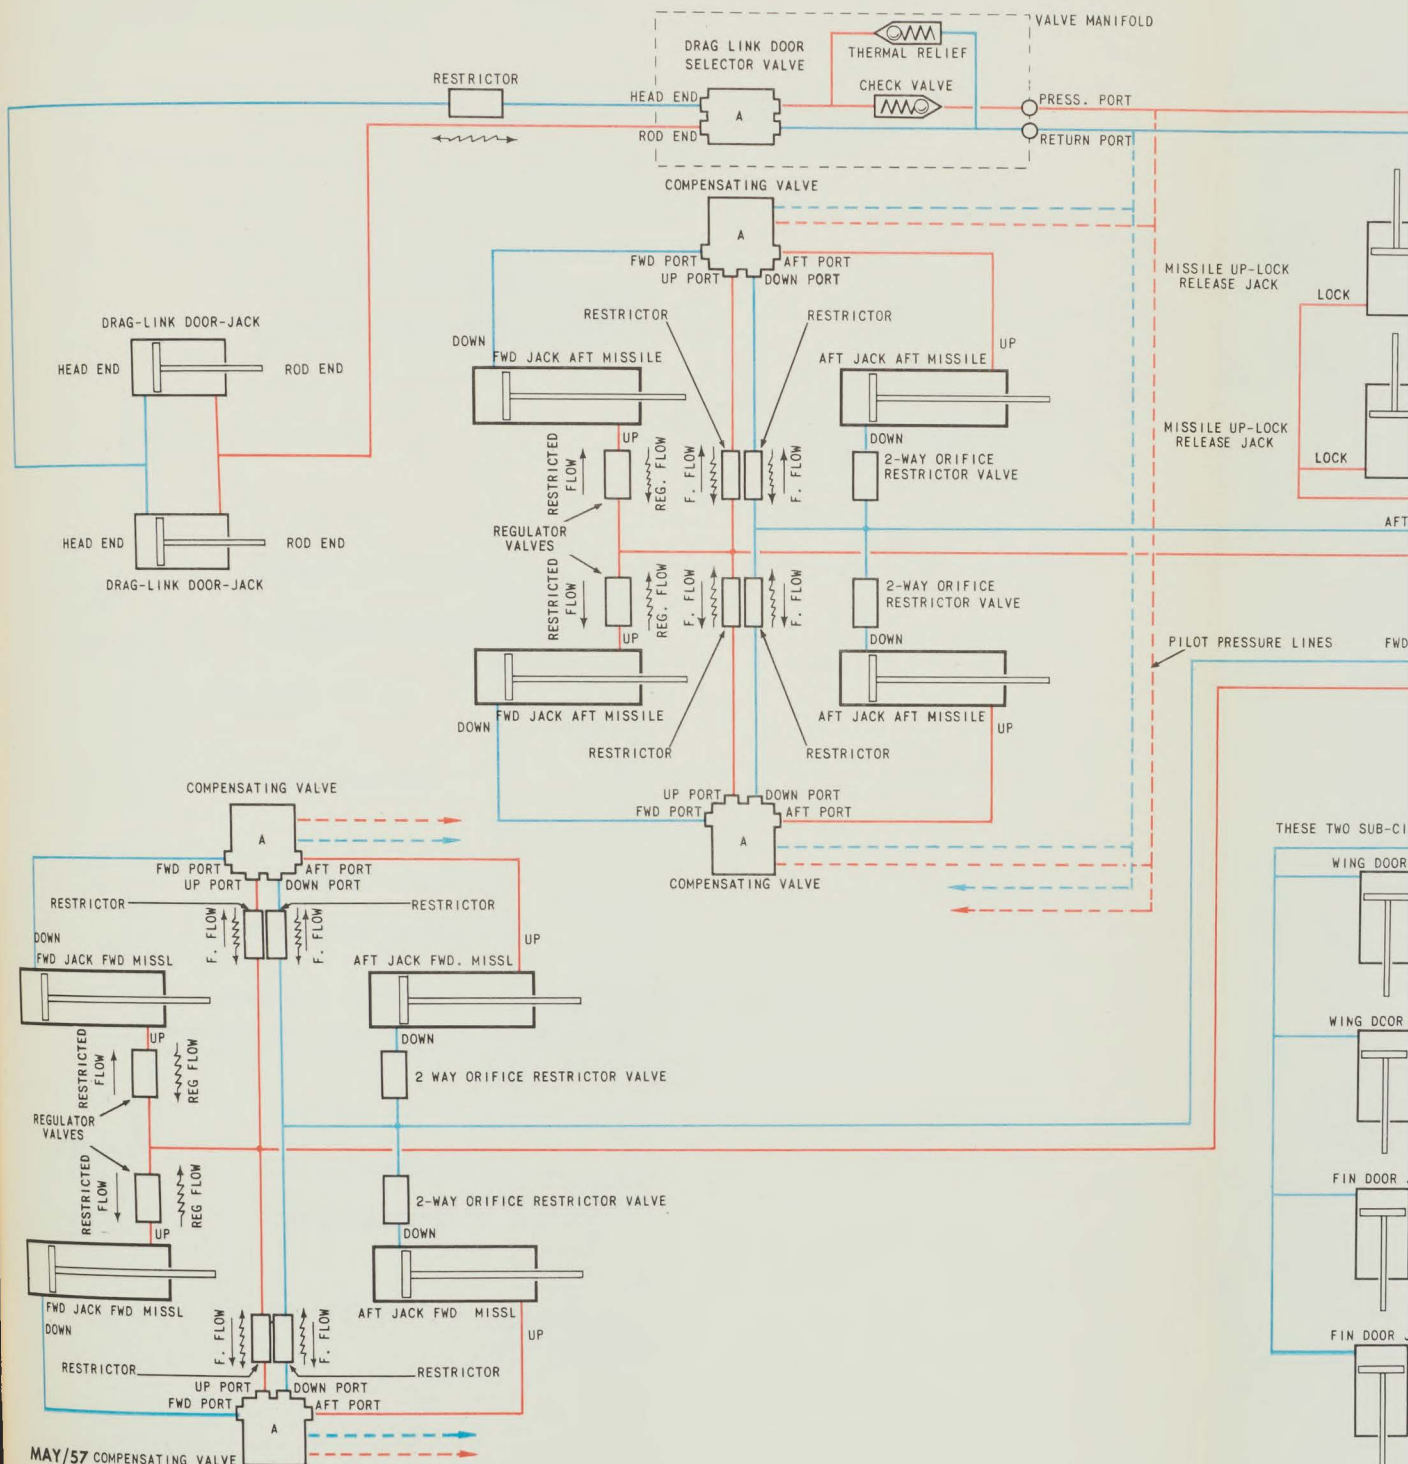 VALVE MANIFOLD
DRAG LINK DOOR
SELECTOR VALVE
THERMAL RELIEF
RESTRICTOR
CHECK VALVE
HEAD END
A
PRESS. PORT
ROD END
RETURN PORT
COMPENSATING VALVE
A
FWD PORT
AFT PORT
UP PORT
DOWN PORT
MISSILE UP-LOCK
RELEASE JACK
LOCK
RESTRICTOR
RESTRICTOR
DRAG-LINK DOOR-JACK
HEAD END
ROD END
DOWN
FWD JACK AFT MISSILE
AFT JACK AFT MISSILE
UP
MISSILE UP-LOCK
RELEASE JACK
LOCK
UP
DOWN
RESTRICTED
FLOW
REG. FLOW
F. FLOW
F. FLOW
2-WAY ORIFICE
RESTRICTOR VALVE
REGULATOR
VALVES
AFT
HEAD END
ROD END
DRAG-LINK DOOR-JACK
RESTRICTED
FLOW
REG. FLOW
F. FLOW
F. FLOW
2-WAY ORIFICE
RESTRICTOR VALVE
UP
DOWN
PILOT PRESSURE LINES
FWD
DOWN
FWD JACK AFT MISSILE
AFT JACK AFT MISSILE
UP
RESTRICTOR
RESTRICTOR
UP PORT
DOWN PORT
FWD PORT
AFT PORT
A
COMPENSATING VALVE
COMPENSATING VALVE
A
FWD PORT
AFT PORT
UP PORT
DOWN PORT
RESTRICTOR
RESTRICTOR
F. FLOW
F. FLOW
DOWN
UP
FWD JACK FWD MISSL
AFT JACK FWD. MISSL
UP
DOWN
RESTRICTED
FLOW
REG FLOW
2 WAY ORIFICE RESTRICTOR VALVE
REGULATOR
VALVES
RESTRICTED
FLOW
REG FLOW
2-WAY ORIFICE RESTRICTOR VALVE
UP
DOWN
FWD JACK FWD MISSL
AFT JACK FWD MISSL
DOWN
UP
F. FLOW
F. FLOW
RESTRICTOR
RESTRICTOR
UP PORT
DOWN PORT
FWD PORT
AFT PORT
A
MAY/57 COMPENSATING VALVE
THESE TWO SUB-CI
WING DOOR
WING DOOR
FIN DOOR
FIN DOOR